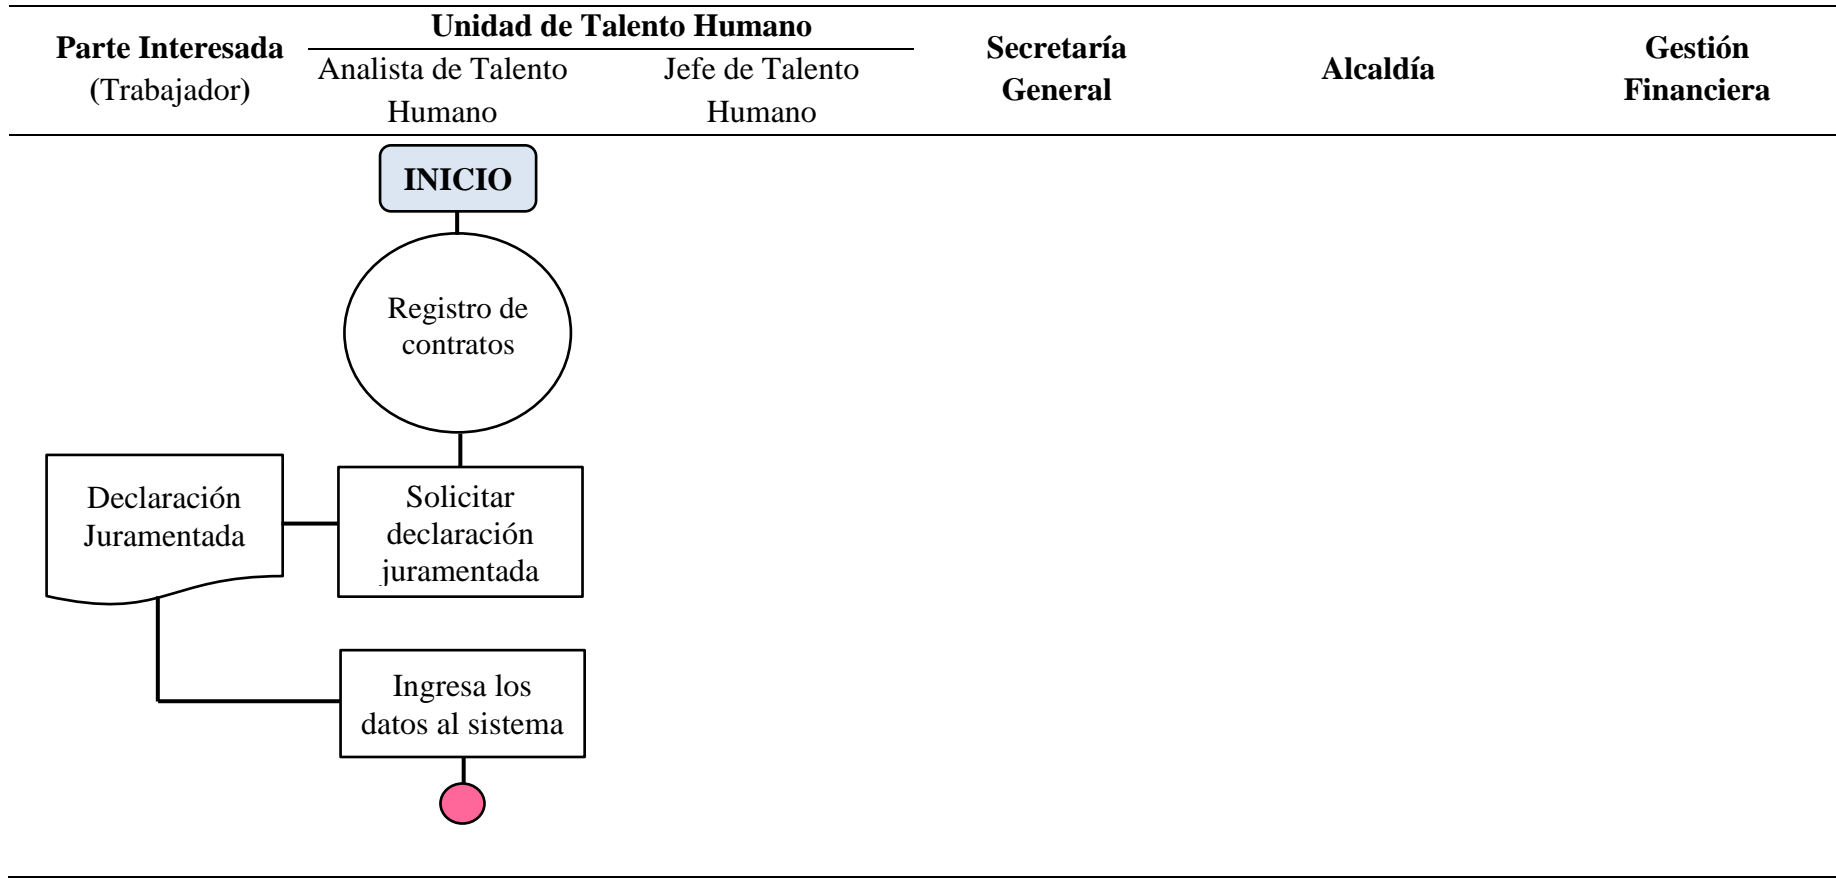 Parte Interesada
(Trabajador)
Unidad de Talento Humano
Analista de Talento
Humano
Jefe de Talento
Humano
Secretaría
General
Alcaldía
Gestión
Financiera
INICIO
Registro de
contratos
Declaración
Juramentada
Solicitar
declaración
juramentada
Ingresa los
datos al sistema